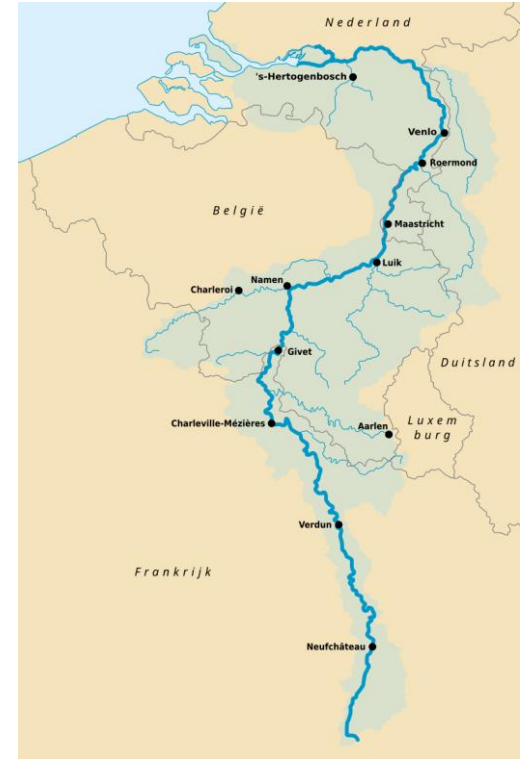 Nederland
's-Hertogenbosch
Venlo
Roermond
België
Maastricht
Luik
Namen
Charleroi
Givet
Duitsland
Charleville-Mézières
Aarlen
Luxem
burg
Verdun
Frankrijk
Neufchâteau